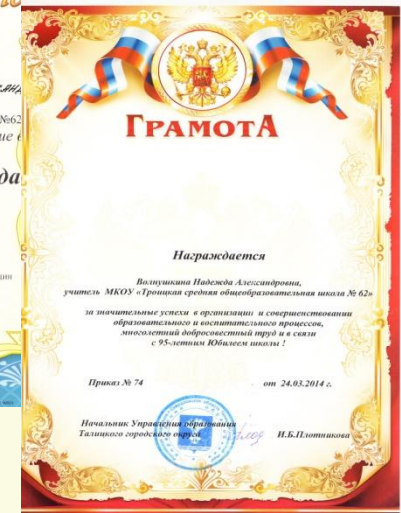 №62
ГРАМОТА
Награждается
Волнушкина Надежда Александровна,
учитель МКОУ «Троицкая средняя общеобразовательная школа № 62»
за значительные успехи в организации и совершенствовании
образовательного и воспитательного процессов,
многолетний добросовестный труд и в связи
с 95-летним Юбилеем школы !
Приказ № 74 от 24.03.2014 г.
Начальник Управления образования
Талицкого городского округа И.Б.Плотникова